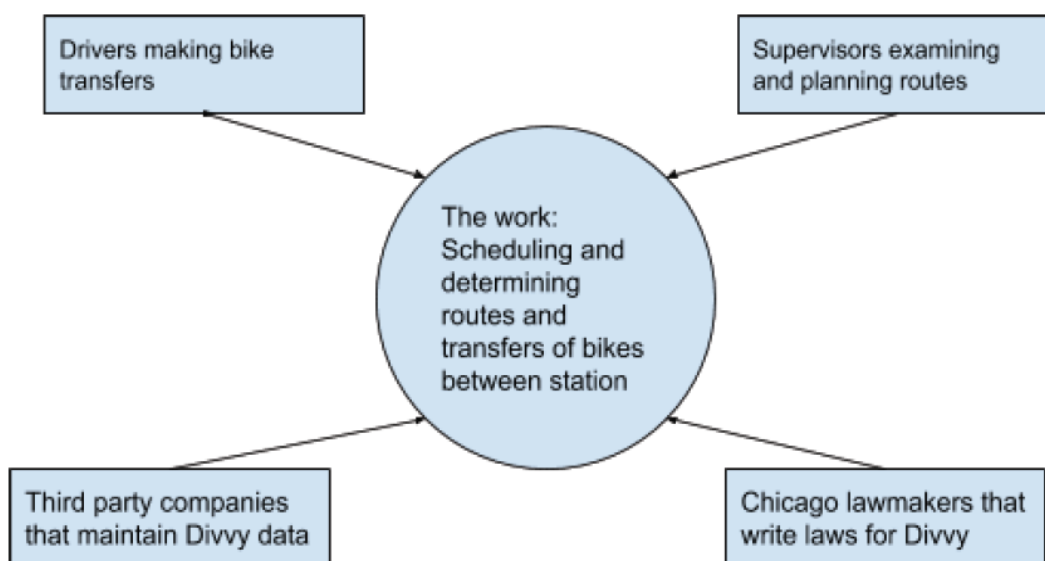 Drivers making bike
transfers
Supervisors examining
and planning routes
The work:
Scheduling and
determining
routes and
transfers of bikes
between station
Third party companies
that maintain Divvy data
Chicago lawmakers that
write laws for Divvy